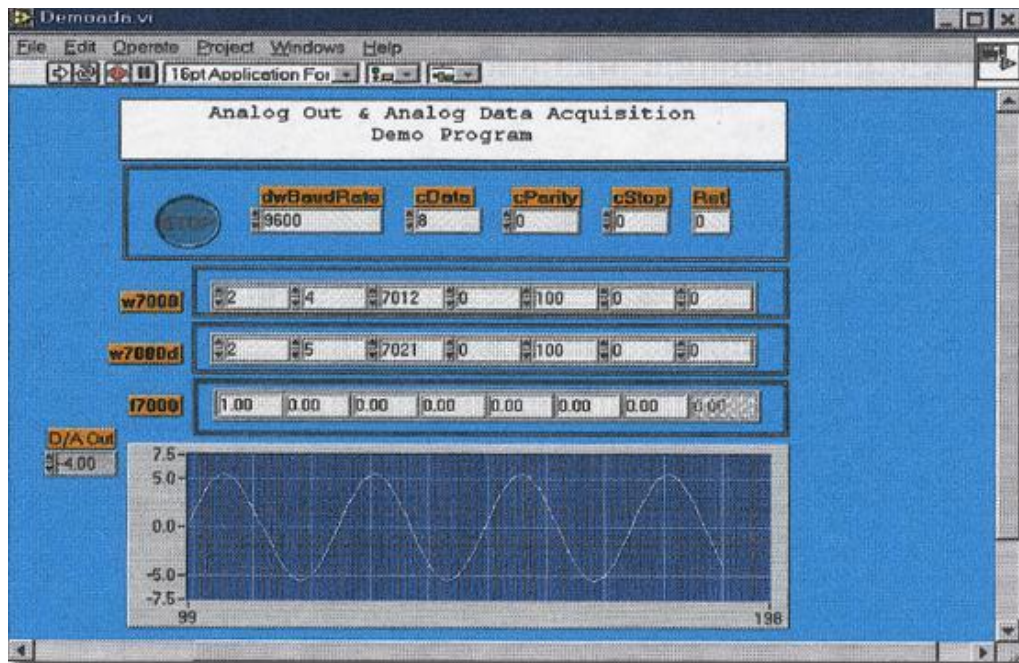 Demoada.vi
File Edit Operate Project Windows Help
16pt Application For
Analog Out & Analog Data Acquisition
Demo Program
STOP
dwBaudRate cData cParity cStop Ret
9600 8 0 0 0
w7000 2 4 7012 0 100 0 0
w7000d 2 5 7021 0 100 0 0
f7000 1.00 0.00 0.00 0.00 0.00 0.00 0.00 0.00
D/A Out
-4.00
7.5
5.0
0.0
-5.0
-7.5
99 198